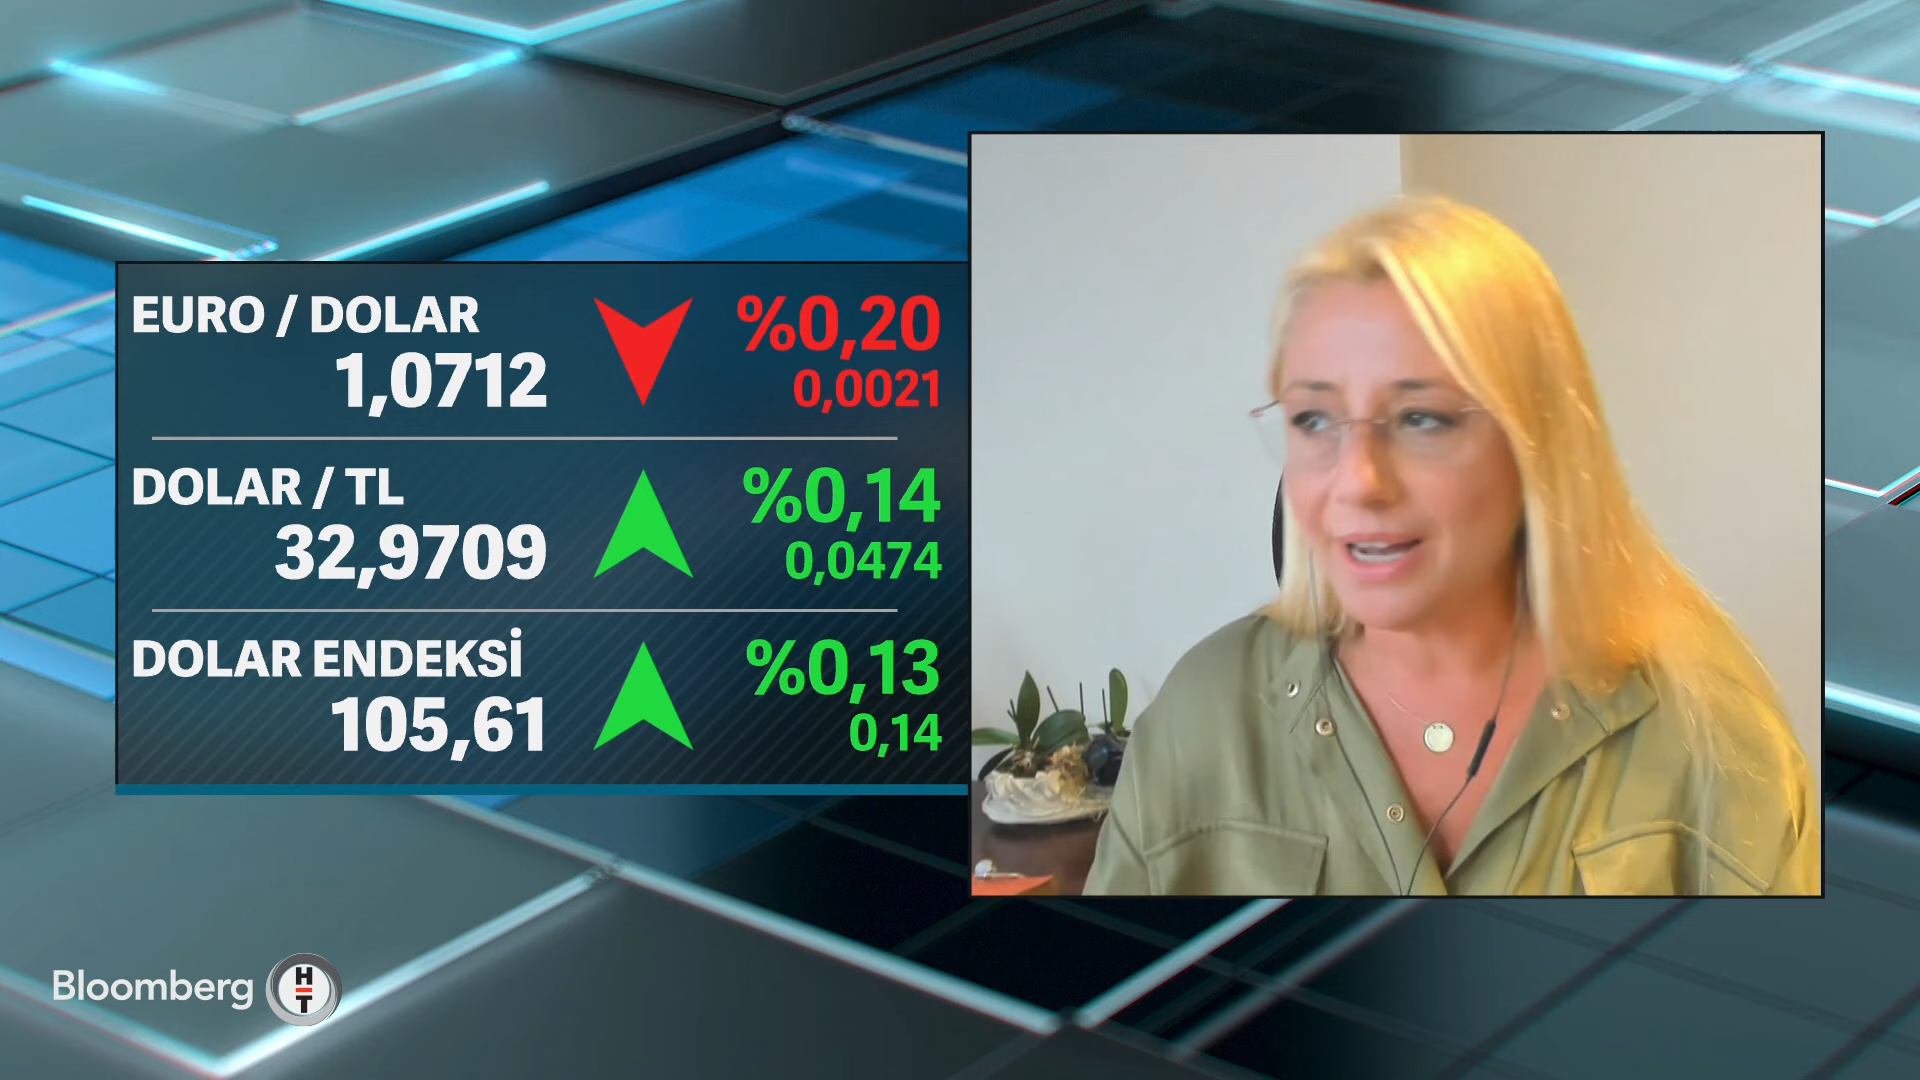 EURO / DOLAR
1,0712
%0,20
0,0021
DOLAR / TL
32,9709
%0,14
0,0474
DOLAR ENDEKSİ
105,61
%0,13
0,14
Bloomberg HT